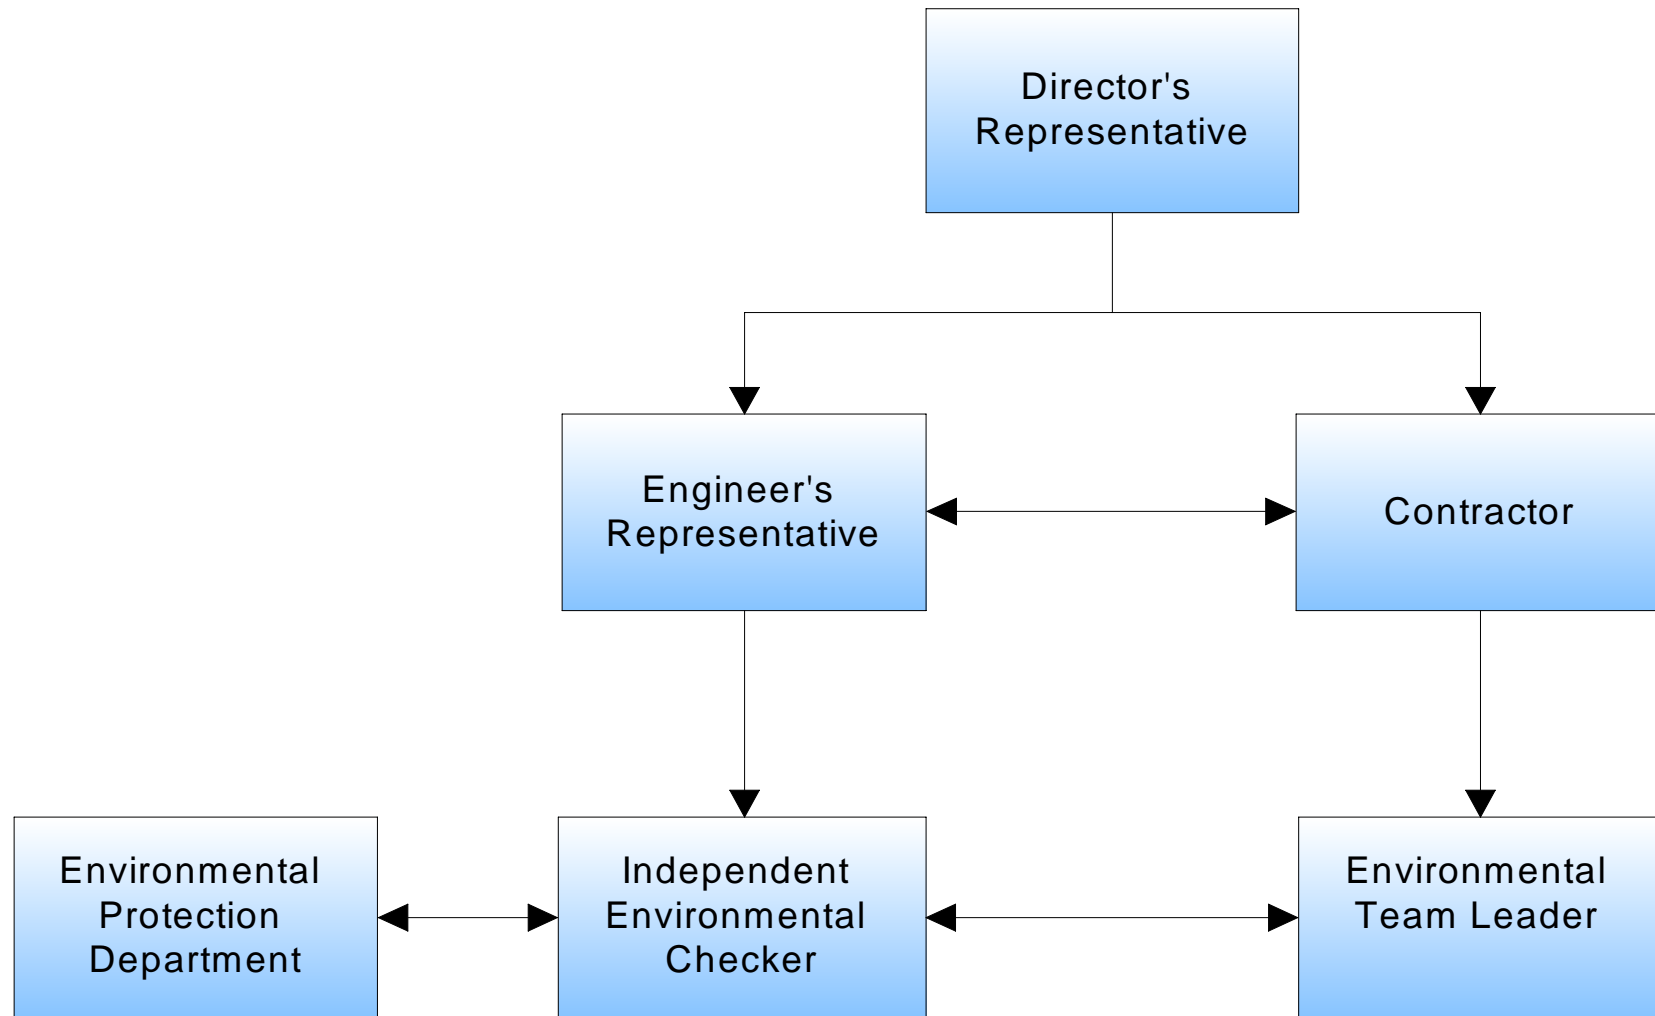 Director's
Representative
Engineer's
Representative
Contractor
Environmental
Protection
Department
Independent
Environmental
Checker
Environmental
Team Leader